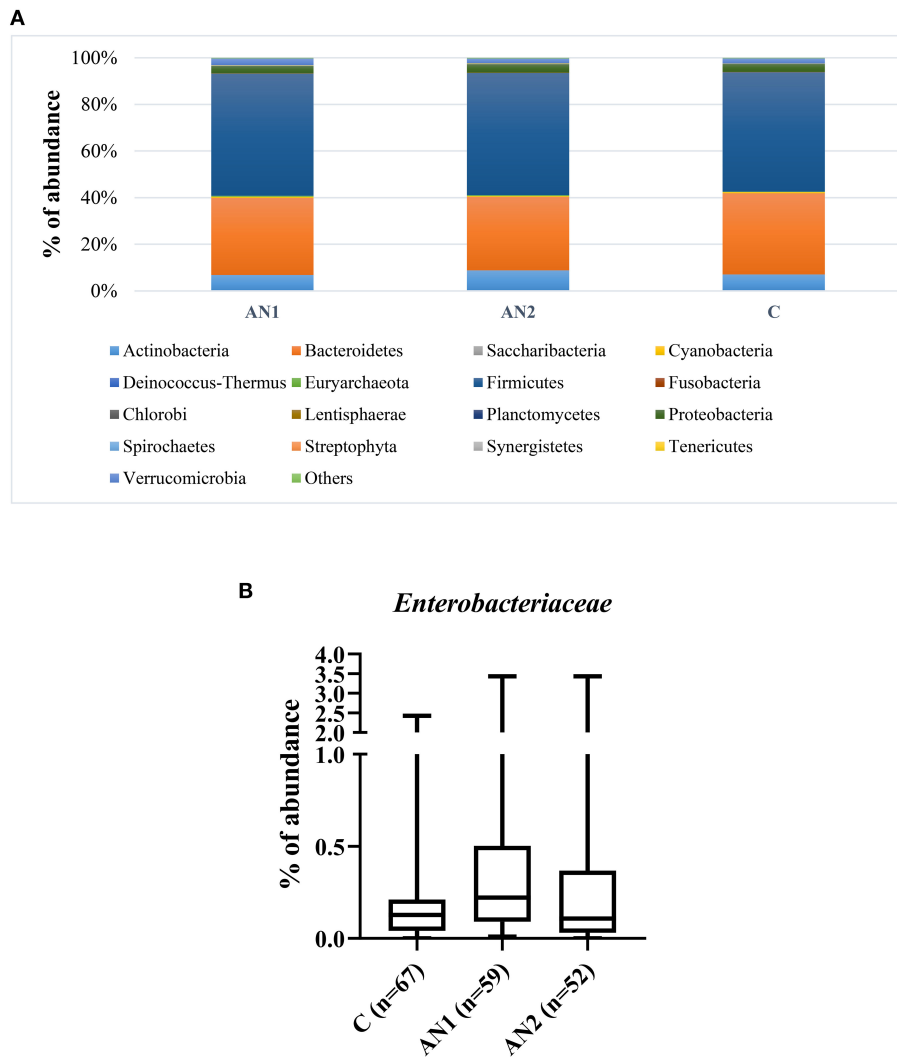 A
% of abundance
100%
80%
60%
40%
20%
0%
AN1 AN2 C
Actinobacteria Bacteroidetes Saccharibacteria Cyanobacteria
Deinococcus-Thermus Euryarchaeota Firmicutes Fusobacteria
Chlorobi Lentisphaerae Planctomycetes Proteobacteria
Spirochaetes Streptophyta Synergistetes Tenericutes
Verrucomicrobia Others
B
Enterobacteriaceae
% of abundance
4.0
3.5
3.0
2.5
2.0
1.0
0.5
0.0
C (n=67) AN1 (n=59) AN2 (n=52)